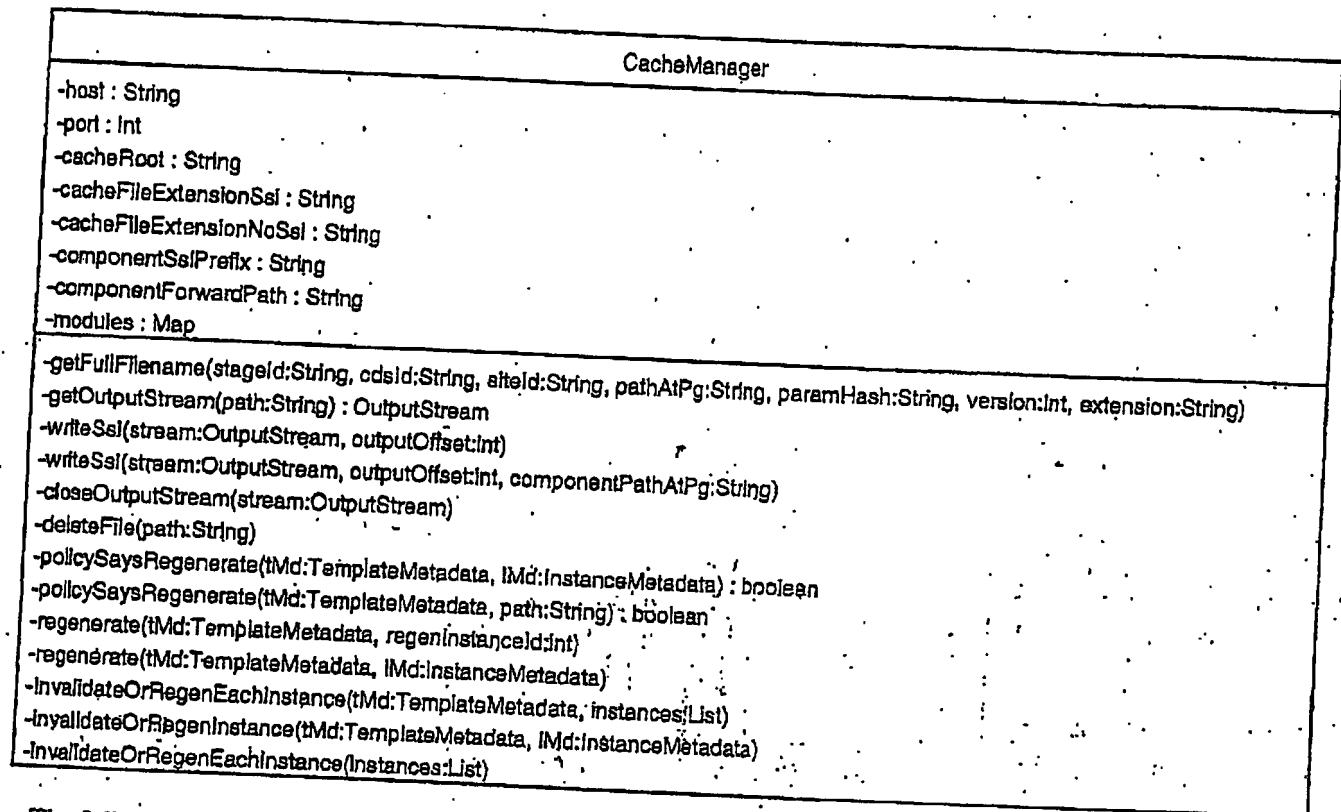 CacheManager
-host : String
-port : Int
-cacheRoot : String
-cacheFileExtensionSsi : String
-cacheFileExtensionNoSsi : String
-componentSsiPrefix : String
-componentForwardPath : String
-modules : Map
-getFullFilename(stageId:String, cdsId:String, siteId:String, pathAtPg:String, paramHash:String, version:Int, extension:String)
-getOutputStream(path:String) : OutputStream
-writeSsi(stream:OutputStream, outputOffset:Int)
-writeSsi(stream:OutputStream, outputOffset:Int, componentPathAtPg:String)
-closeOutputStream(stream:OutputStream)
-deleteFile(path:String)
-policySaysRegenerate(tMd:TemplateMetadata, iMd:InstanceMetadata) : boolean
-policySaysRegenerate(tMd:TemplateMetadata, path:String) : boolean
-regenerate(tMd:TemplateMetadata, regenInstanceId:Int)
-regenerate(tMd:TemplateMetadata, iMd:InstanceMetadata)
-invalidateOrRegenEachInstance(tMd:TemplateMetadata, instances:List)
-invalidateOrRegenInstance(tMd:TemplateMetadata, iMd:InstanceMetadata)
-invalidateOrRegenEachInstance(instances:List)